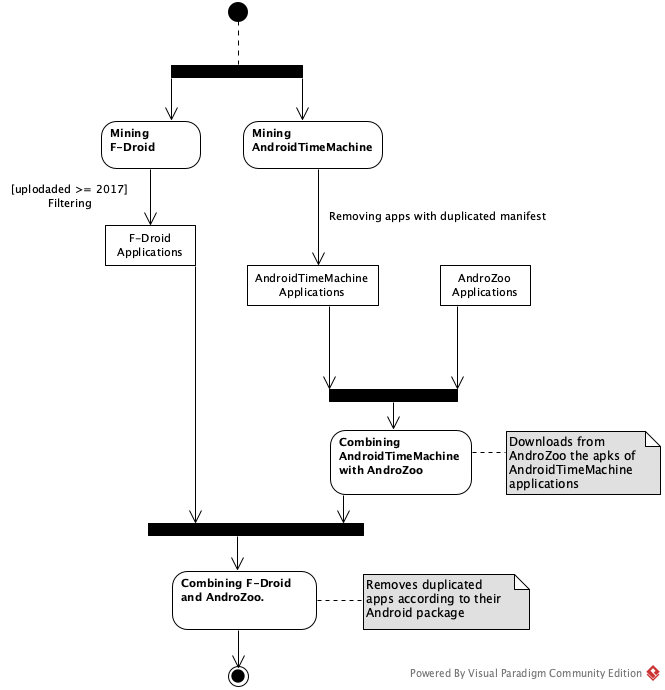 Mining
F-Droid
Mining
AndroidTimeMachine
[uplodaded >= 2017]
Filtering
Removing apps with duplicated manifest
F-Droid
Applications
AndroidTimeMachine
Applications
AndroZoo
Applications
Combining
AndroidTimeMachine
with AndroZoo
Downloads from
AndroZoo the apks of
AndroidTimeMachine
applications
Combining F-Droid
and AndroZoo.
Removes duplicated
apps according to their
Android package
Powered By Visual Paradigm Community Edition